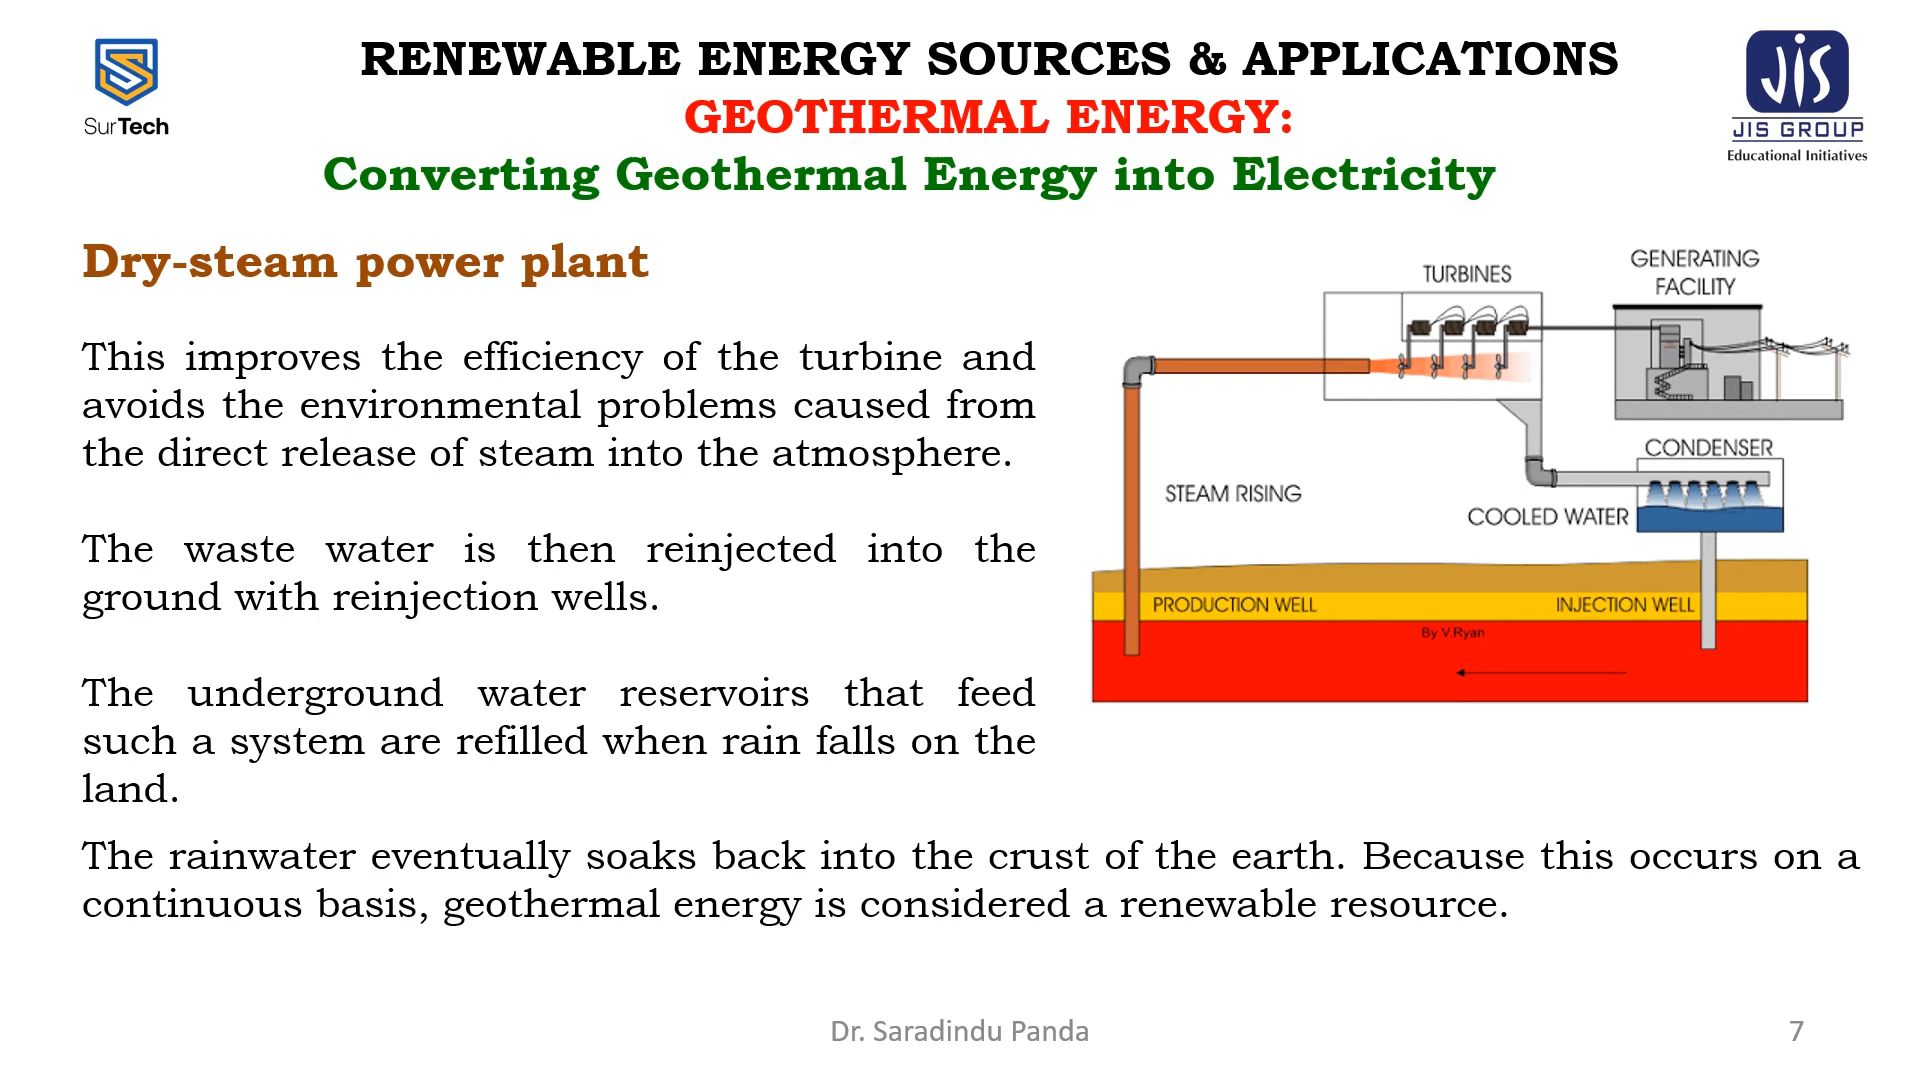 SurTech
RENEWABLE ENERGY SOURCES & APPLICATIONS
GEOTHERMAL ENERGY:
Converting Geothermal Energy into Electricity
JIS
JIS GROUP
Educational Initiatives
Dry-steam power plant
This improves the efficiency of the turbine and
avoids the environmental problems caused from
the direct release of steam into the atmosphere.
The waste water is then reinjected into the
ground with reinjection wells.
The underground water reservoirs that feed
such a system are refilled when rain falls on the
land.
The rainwater eventually soaks back into the crust of the earth. Because this occurs on a
continuous basis, geothermal energy is considered a renewable resource.
TURBINES
GENERATING
FACILITY
CONDENSER
STEAM RISING
COOLED WATER
PRODUCTION WELL
INJECTION WELL
By V.Ryan
Dr. Saradindu Panda
7